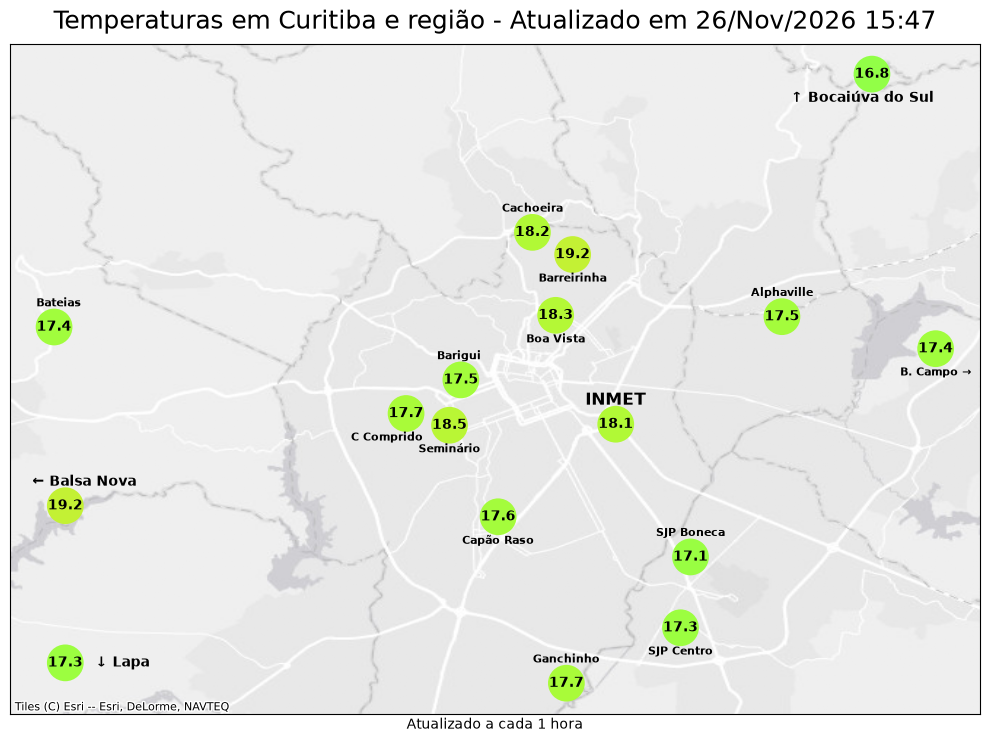 Temperaturas em Curitiba e região - Atualizado em 26/Nov/2026 15:47
16.8
↑ Bocaiúva do Sul
Cachoeira
18.2
19.2
Barreirinha
Bateias
17.4
Alphaville
17.5
18.3
Boa Vista
17.4
B. Campo →
Barigui
17.5
INMET
18.1
17.7
C Comprido
18.5
Seminário
← Balsa Nova
19.2
17.6
Capão Raso
SJP Boneca
17.1
17.3
SJP Centro
17.3 ↓ Lapa
Ganchinho
17.7
Tiles (C) Esri -- Esri, DeLorme, NAVTEQ
Atualizado a cada 1 hora